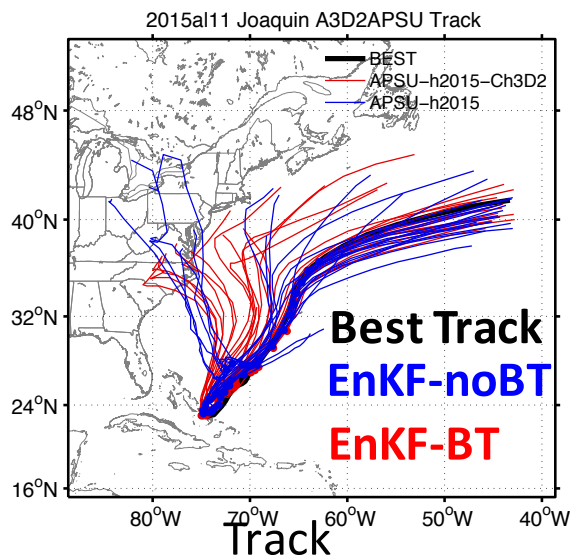 2015al11 Joaquin A3D2APSU Track
BEST
APSU−h2015−Ch3D2
APSU−h2015
48°N
40°N
32°N
24°N
16°N
Best Track
EnKF-noBT
EnKF-BT
80°W
70°W
60°W
50°W
40°W
Track